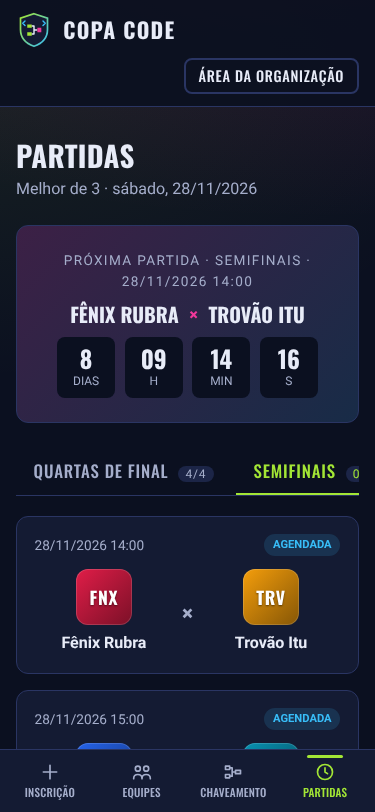 COPA CODE
ÁREA DA ORGANIZAÇÃO
PARTIDAS
Melhor de 3 · sábado, 28/11/2026
PRÓXIMA PARTIDA · SEMIFINAIS ·
28/11/2026 14:00
FÊNIX RUBRA × TROVÃO ITU
8 09 14 16
DIAS H MIN S
QUARTAS DE FINAL 4/4 SEMIFINAIS 0
28/11/2026 14:00 AGENDADA
FNX × TRV
Fênix Rubra Trovão Itu
28/11/2026 15:00 AGENDADA
INSCRIÇÃO EQUIPES CHAVEAMENTO PARTIDAS